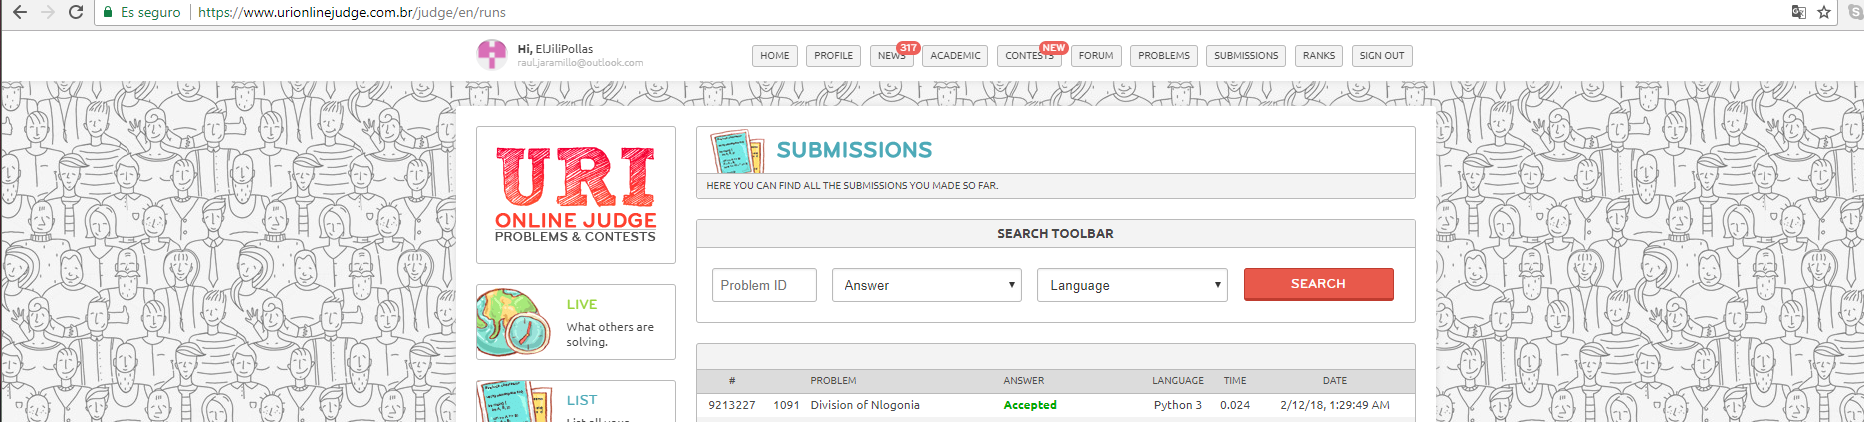 Es seguro https://www.urionlinejudge.com.br/judge/en/runs
Hi, ElJiliPollas
raul.jaramillo@outlook.com
HOME PROFILE NEWS 317 ACADEMIC CONTESTS NEW FORUM PROBLEMS SUBMISSIONS RANKS SIGN OUT
URI
ONLINE JUDGE
PROBLEMS & CONTESTS
LIVE
What others are
solving.
LIST
SUBMISSIONS
HERE YOU CAN FIND ALL THE SUBMISSIONS YOU MADE SO FAR.
SEARCH TOOLBAR
Problem ID Answer Language SEARCH
# PROBLEM ANSWER LANGUAGE TIME DATE
9213227 1091 Division of Nlogonia Accepted Python 3 0.024 2/12/18, 1:29:49 AM